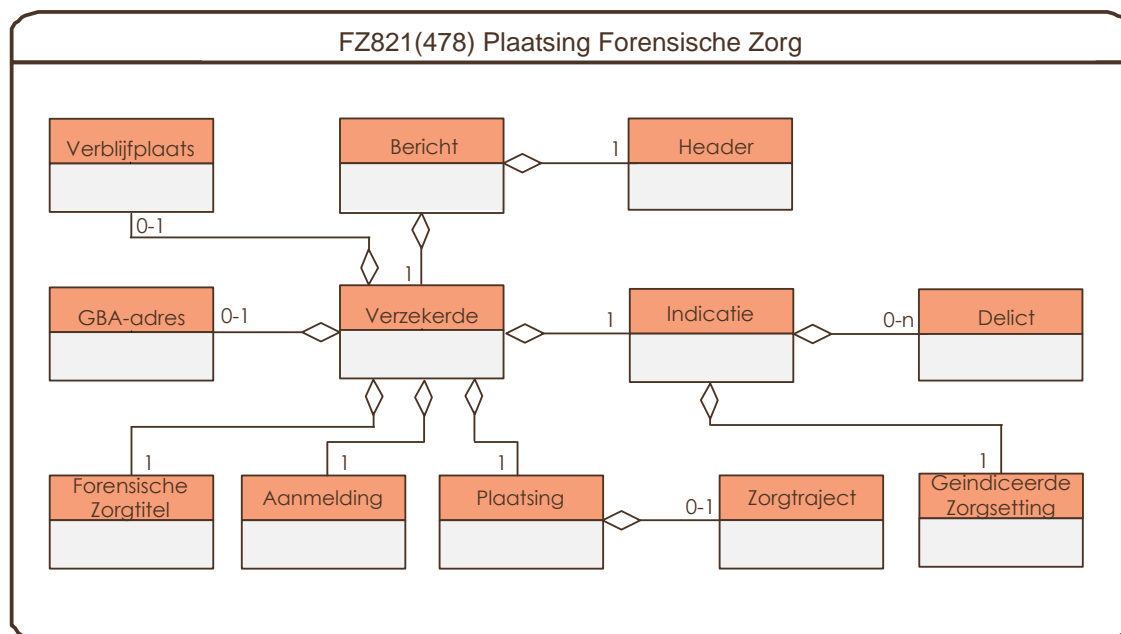 FZ821(478) Plaatsing Forensische Zorg
Verblijfplaats
Bericht
Header
1
0-1
1
GBA-adres
0-1
Verzekerde
1
Indicatie
0-n
Delict
1
1
1
1
Forensische
Zorgtitel
Aanmelding
Plaatsing
0-1
Zorgtraject
Geindiceerde
Zorgsetting